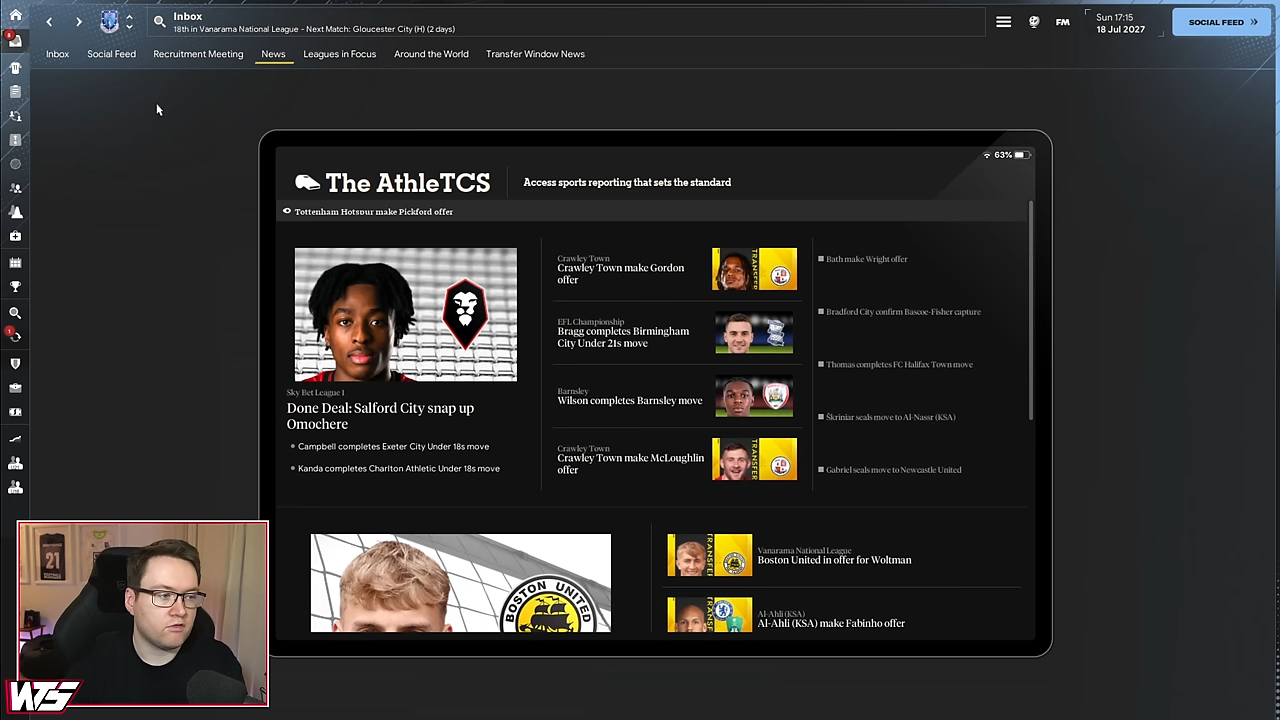 Inbox
18th in Vanarama National League - Next Match: Gloucester City (H) (2 days)
FM
Sun 17:15
18 Jul 2027
SOCIAL FEED
Inbox
Social Feed
Recruitment Meeting
News
Leagues in Focus
Around the World
Transfer Window News
63%
The AthleTCS
Access sports reporting that sets the standard
Tottenham Hotspur make Pickford offer
Sky Bet League 1
Done Deal: Salford City snap up
Omochere
Campbell completes Exeter City Under 18s move
Kanda completes Charlton Athletic Under 18s move
Crawley Town
Crawley Town make Gordon
offer
EFL Championship
Bragg completes Birmingham
City Under 21s move
Barnsley
Wilson completes Barnsley move
Crawley Town
Crawley Town make McLoughlin
offer
Bath make Wright offer
Bradford City confirm Bascoe-Fisher capture
Thomas completes FC Halifax Town move
Škriniar seals move to Al-Nassr (KSA)
Gabriel seals move to Newcastle United
BOSTON UNITED
Vanarama National League
Boston United in offer for Woltman
Al-Ahli (KSA)
Al-Ahli (KSA) make Fabinho offer
21
WTS